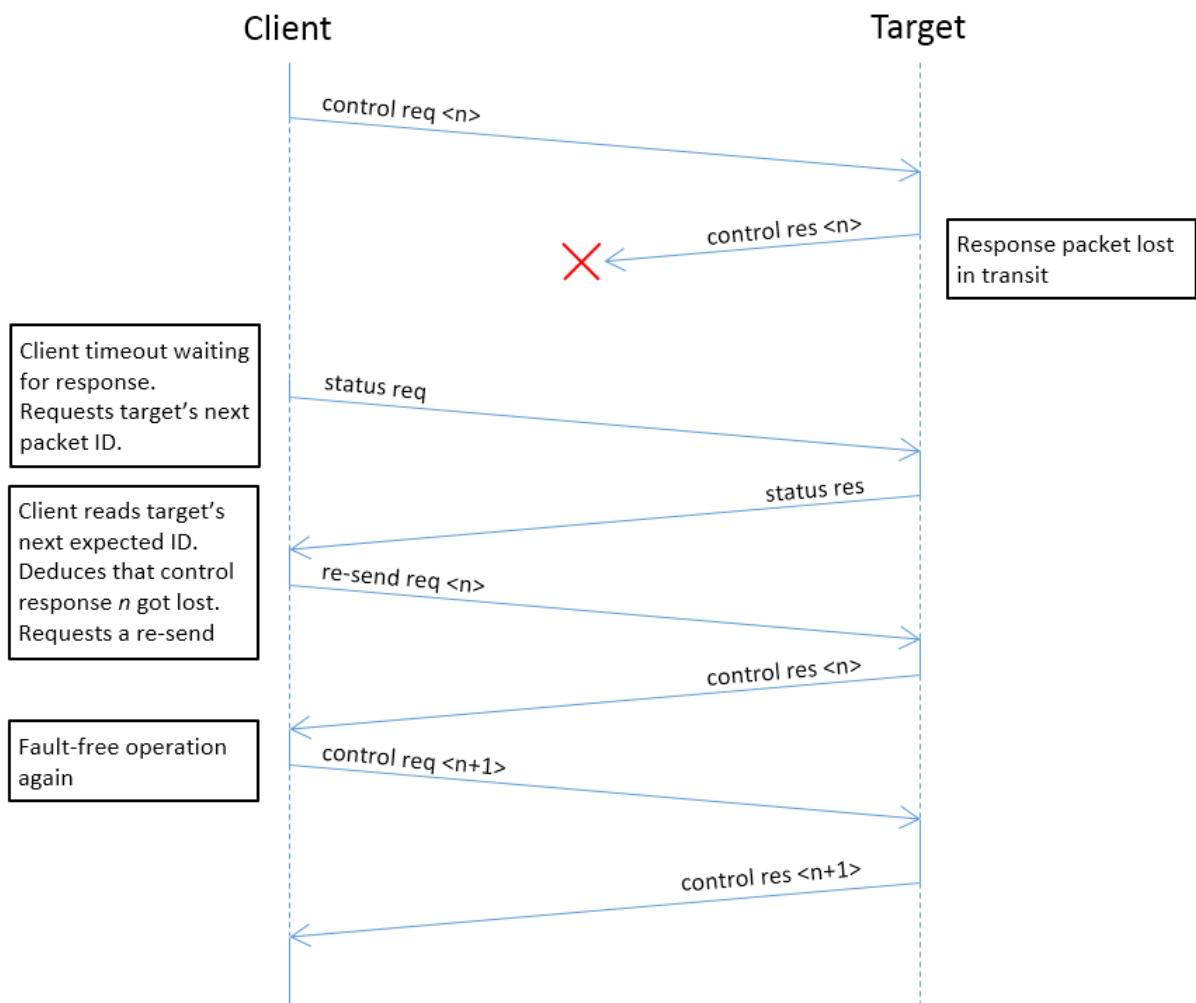 Client
Target
control req <n>
control res <n>
Response packet lost
in transit
Client timeout waiting
for response.
Requests target's next
packet ID.
status req
status res
Client reads target's
next expected ID.
Deduces that control
response n got lost.
Requests a re-send
re-send req <n>
control res <n>
Fault-free operation
again
control req <n+1>
control res <n+1>